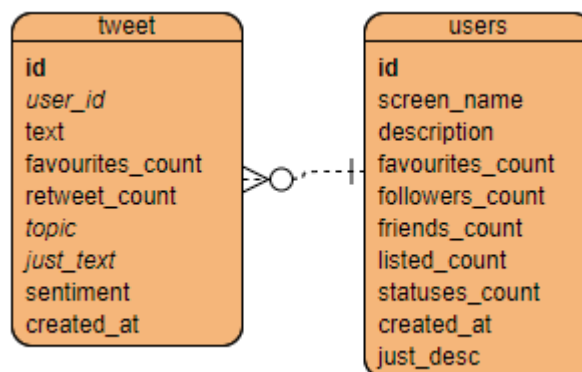 tweet
id
user_id
text
favourites_count
retweet_count
topic
just_text
sentiment
created_at
users
id
screen_name
description
favourites_count
followers_count
friends_count
listed_count
statuses_count
created_at
just_desc